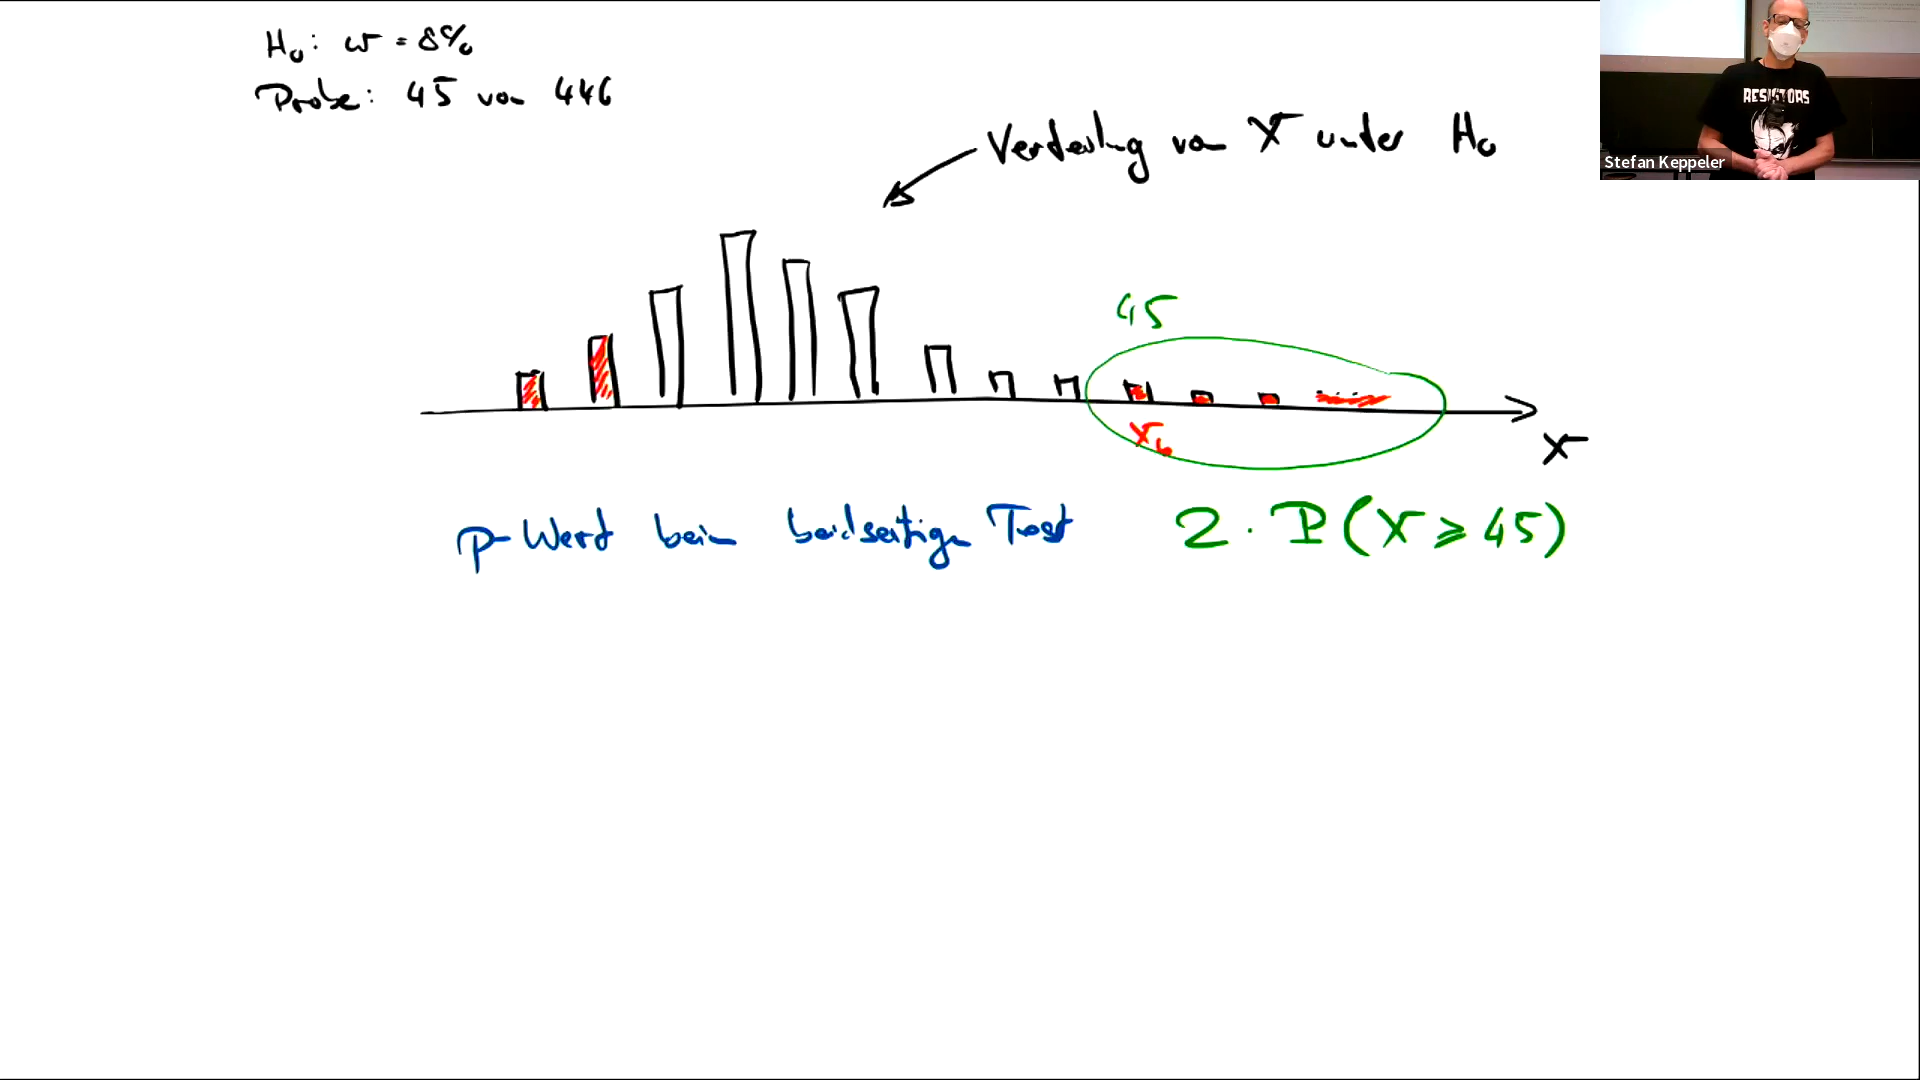 H₀: w = 8%
Probe: 45 von 446
Verteilung von X unter H₀
RESISTORS
Stefan Keppeler
45
x₆
X
p-Wert beim beidseitigen Test 2 · P(X ⩾ 45)